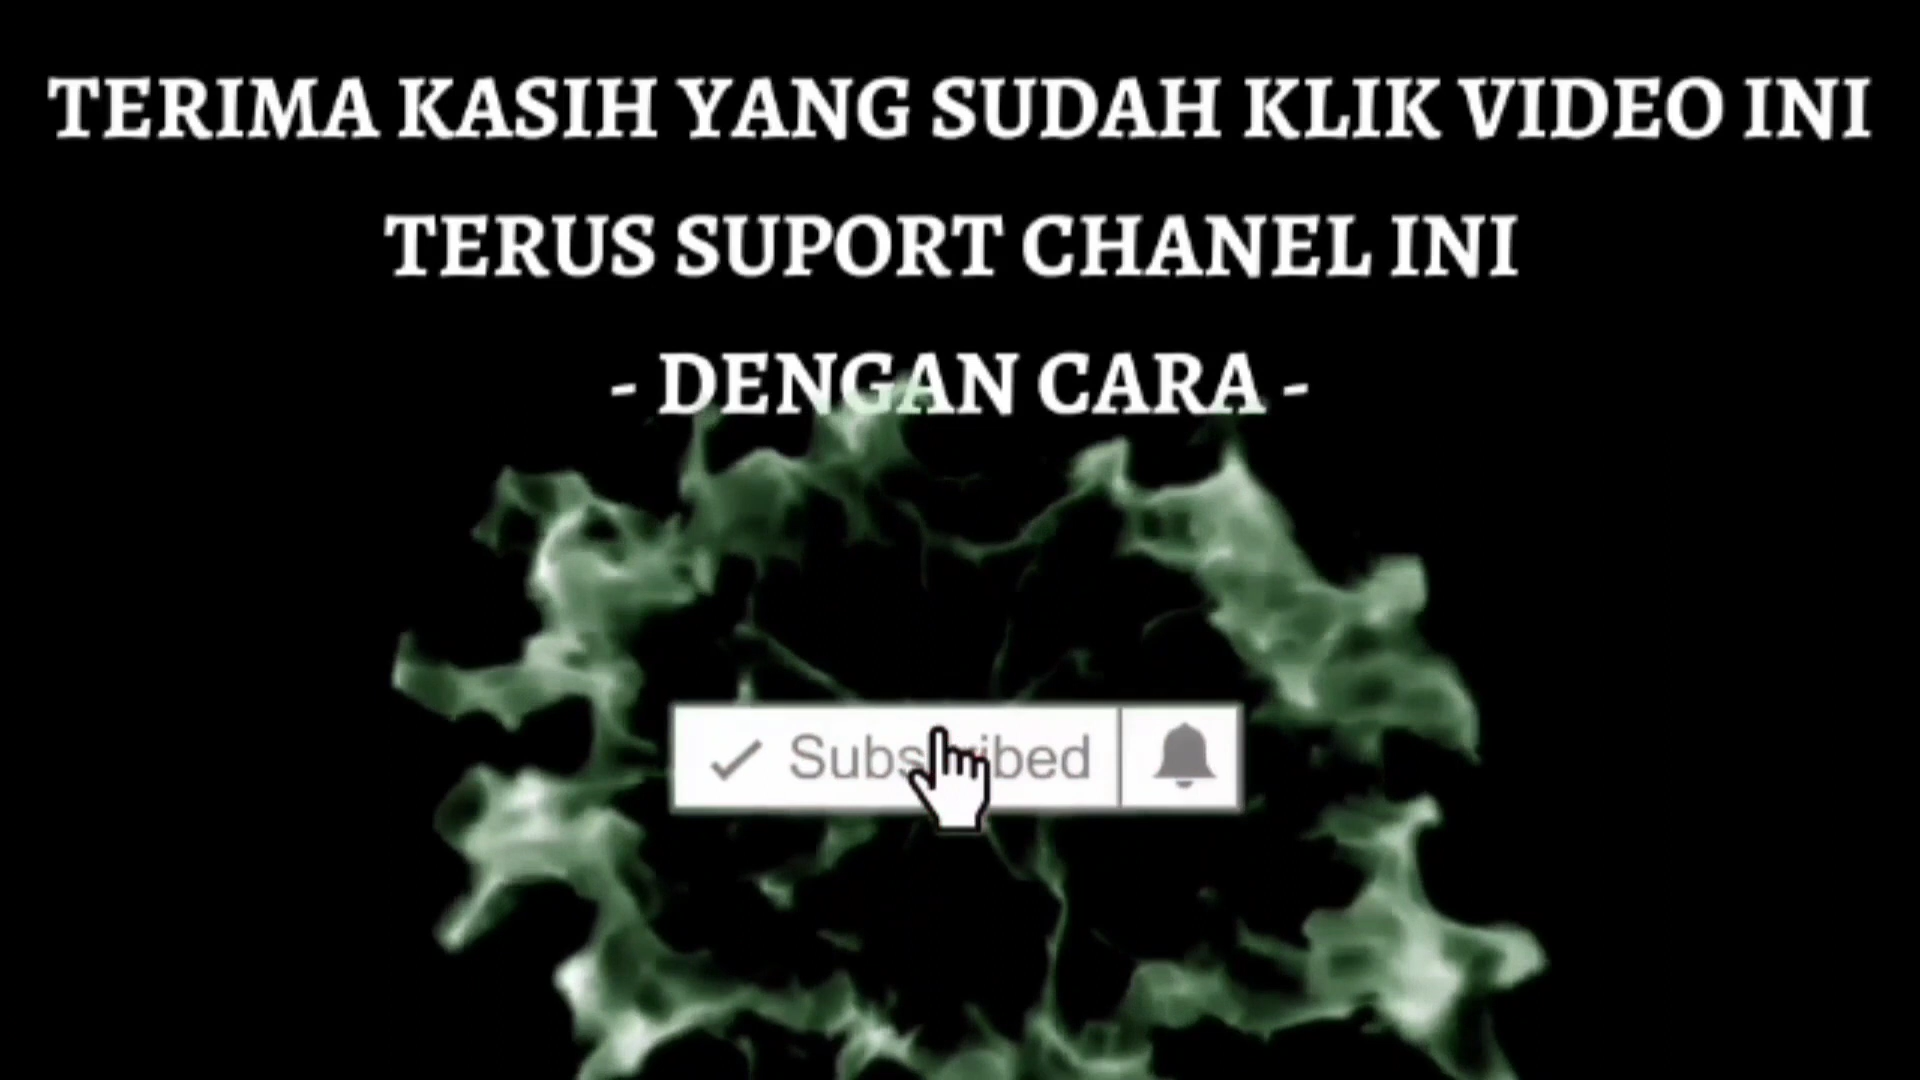 TERIMA KASIH YANG SUDAH KLIK VIDEO INI
TERUS SUPORT CHANEL INI
- DENGAN CARA -
Subscribed